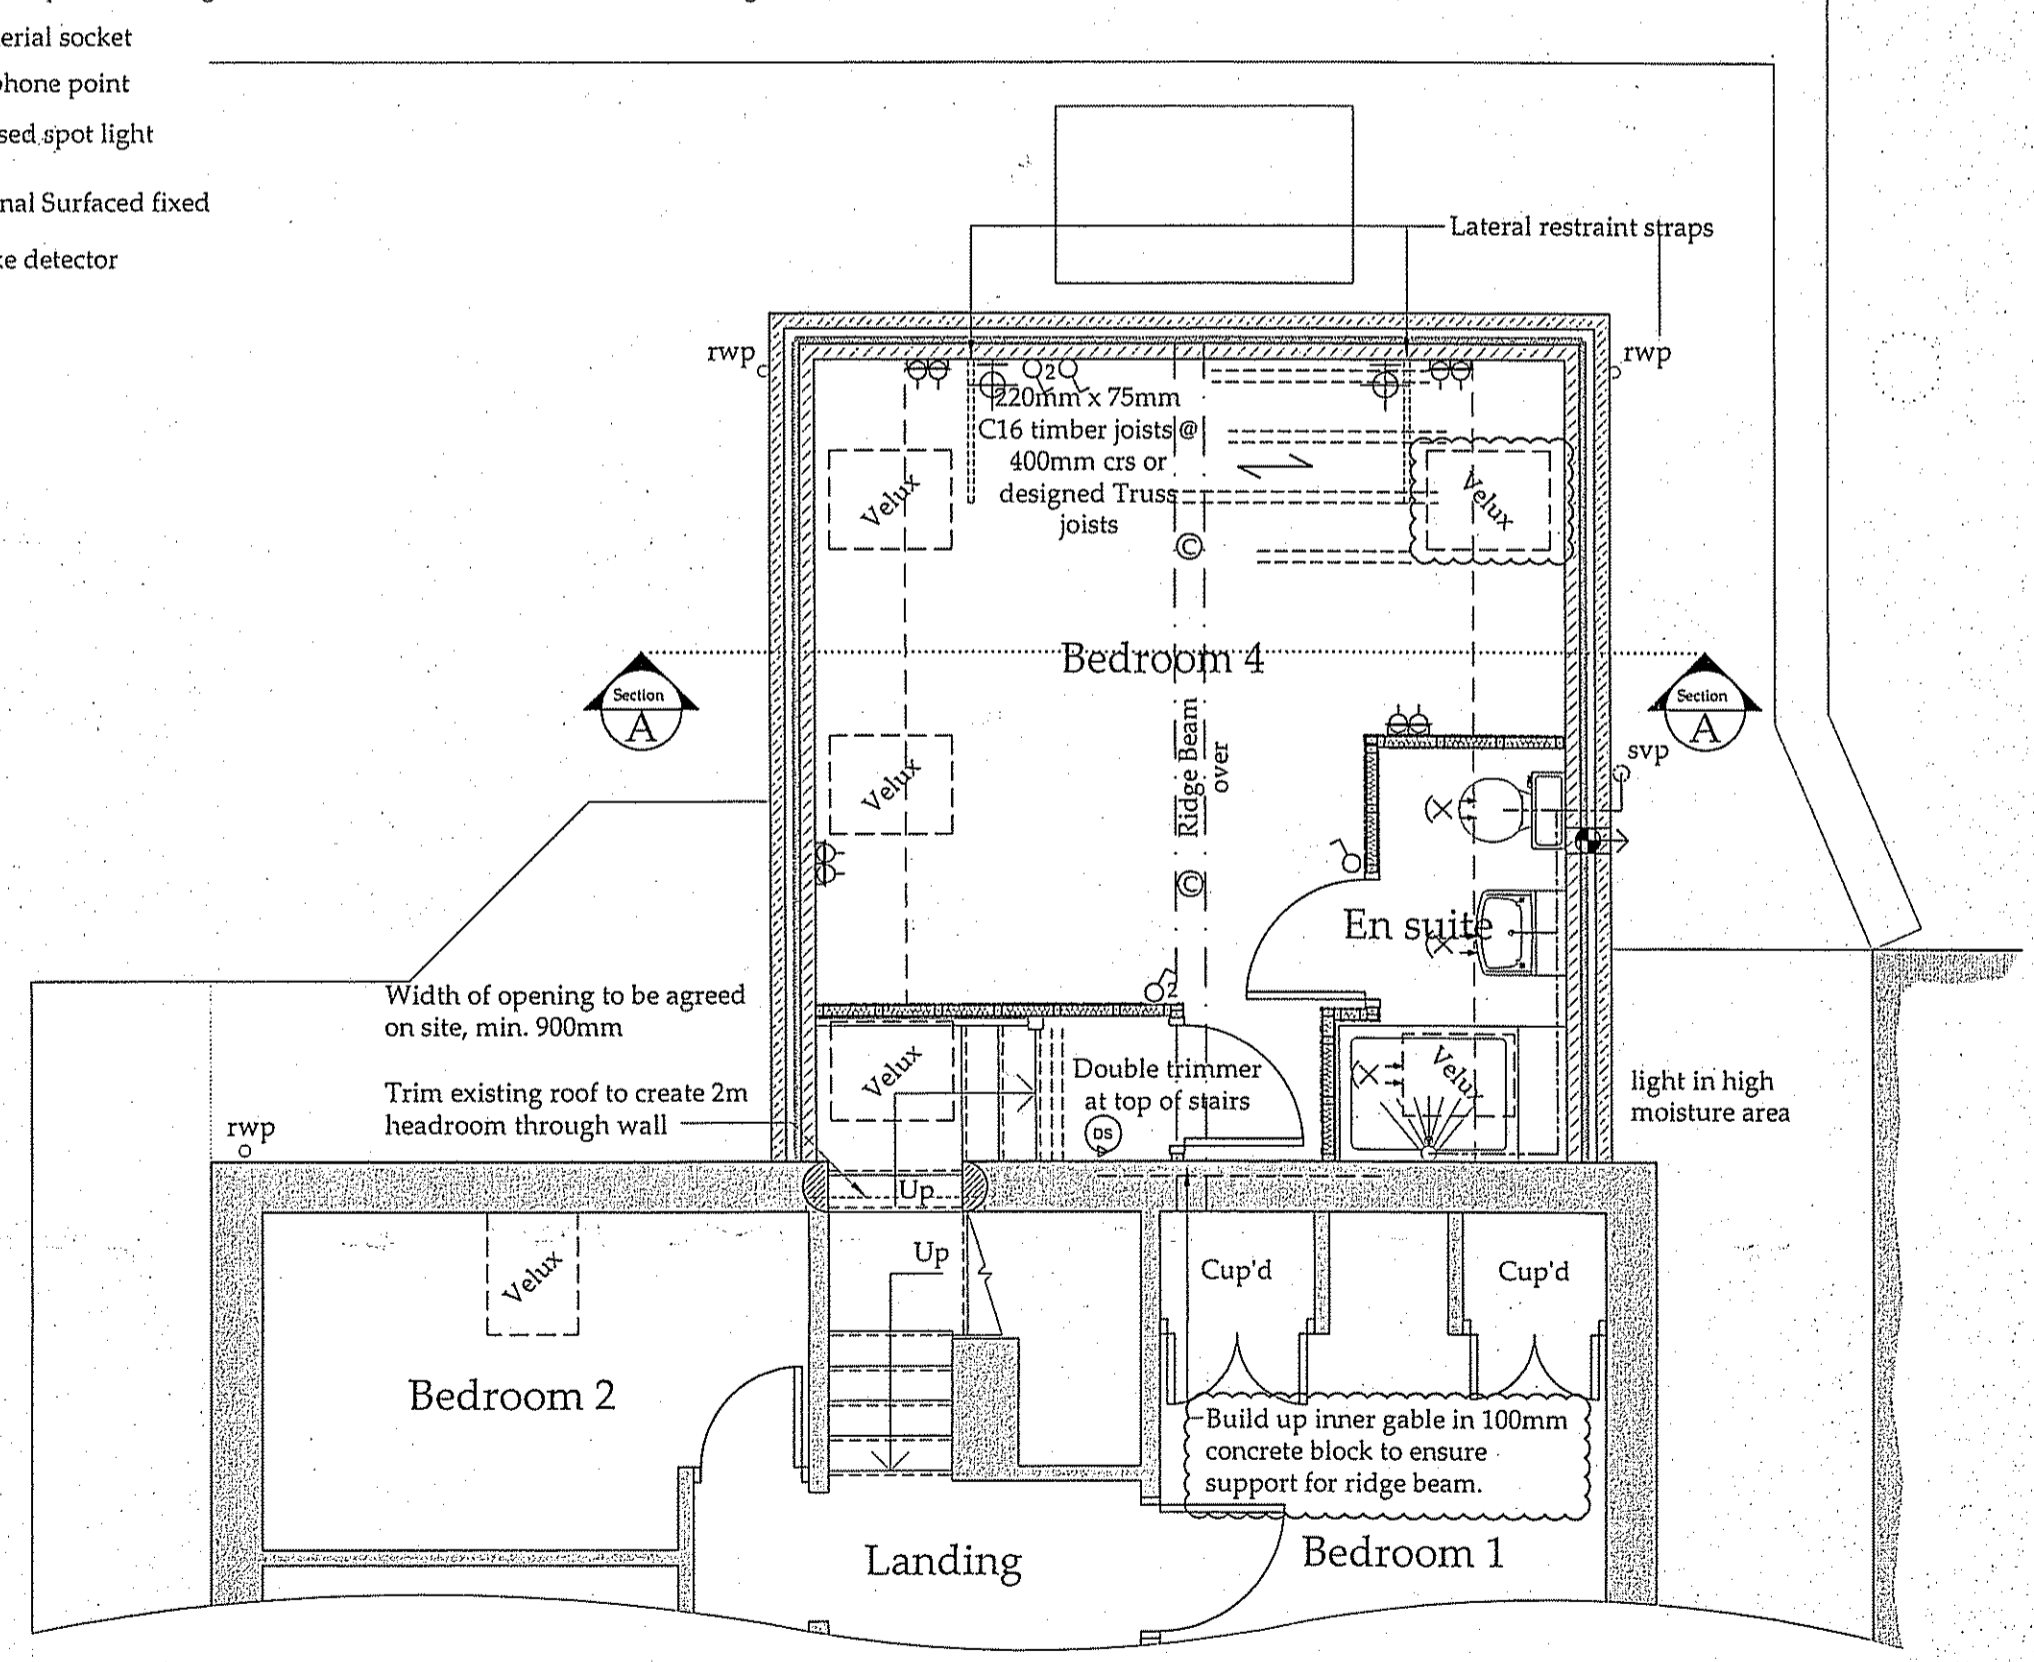 erial socket
phone point
sed spot light
nal Surfaced fixed
ke detector
Lateral restraint straps
rwp
rwp
2
220mm x 75mm
C16 timber joists @
400mm crs or
designed Truss
joists
Velux
Velux
©
Bedroom 4
Section
A
Section
A
Ridge Beam
over
Velux
svp
©
En suite
2
Width of opening to be agreed
on site, min. 900mm
Trim existing roof to create 2m
headroom through wall
rwp
Velux
Double trimmer
at top of stairs
DS
Velux
light in high
moisture area
Up
Up
Velux
Cup'd
Cup'd
Bedroom 2
Build up inner gable in 100mm
concrete block to ensure
support for ridge beam.
Landing
Bedroom 1